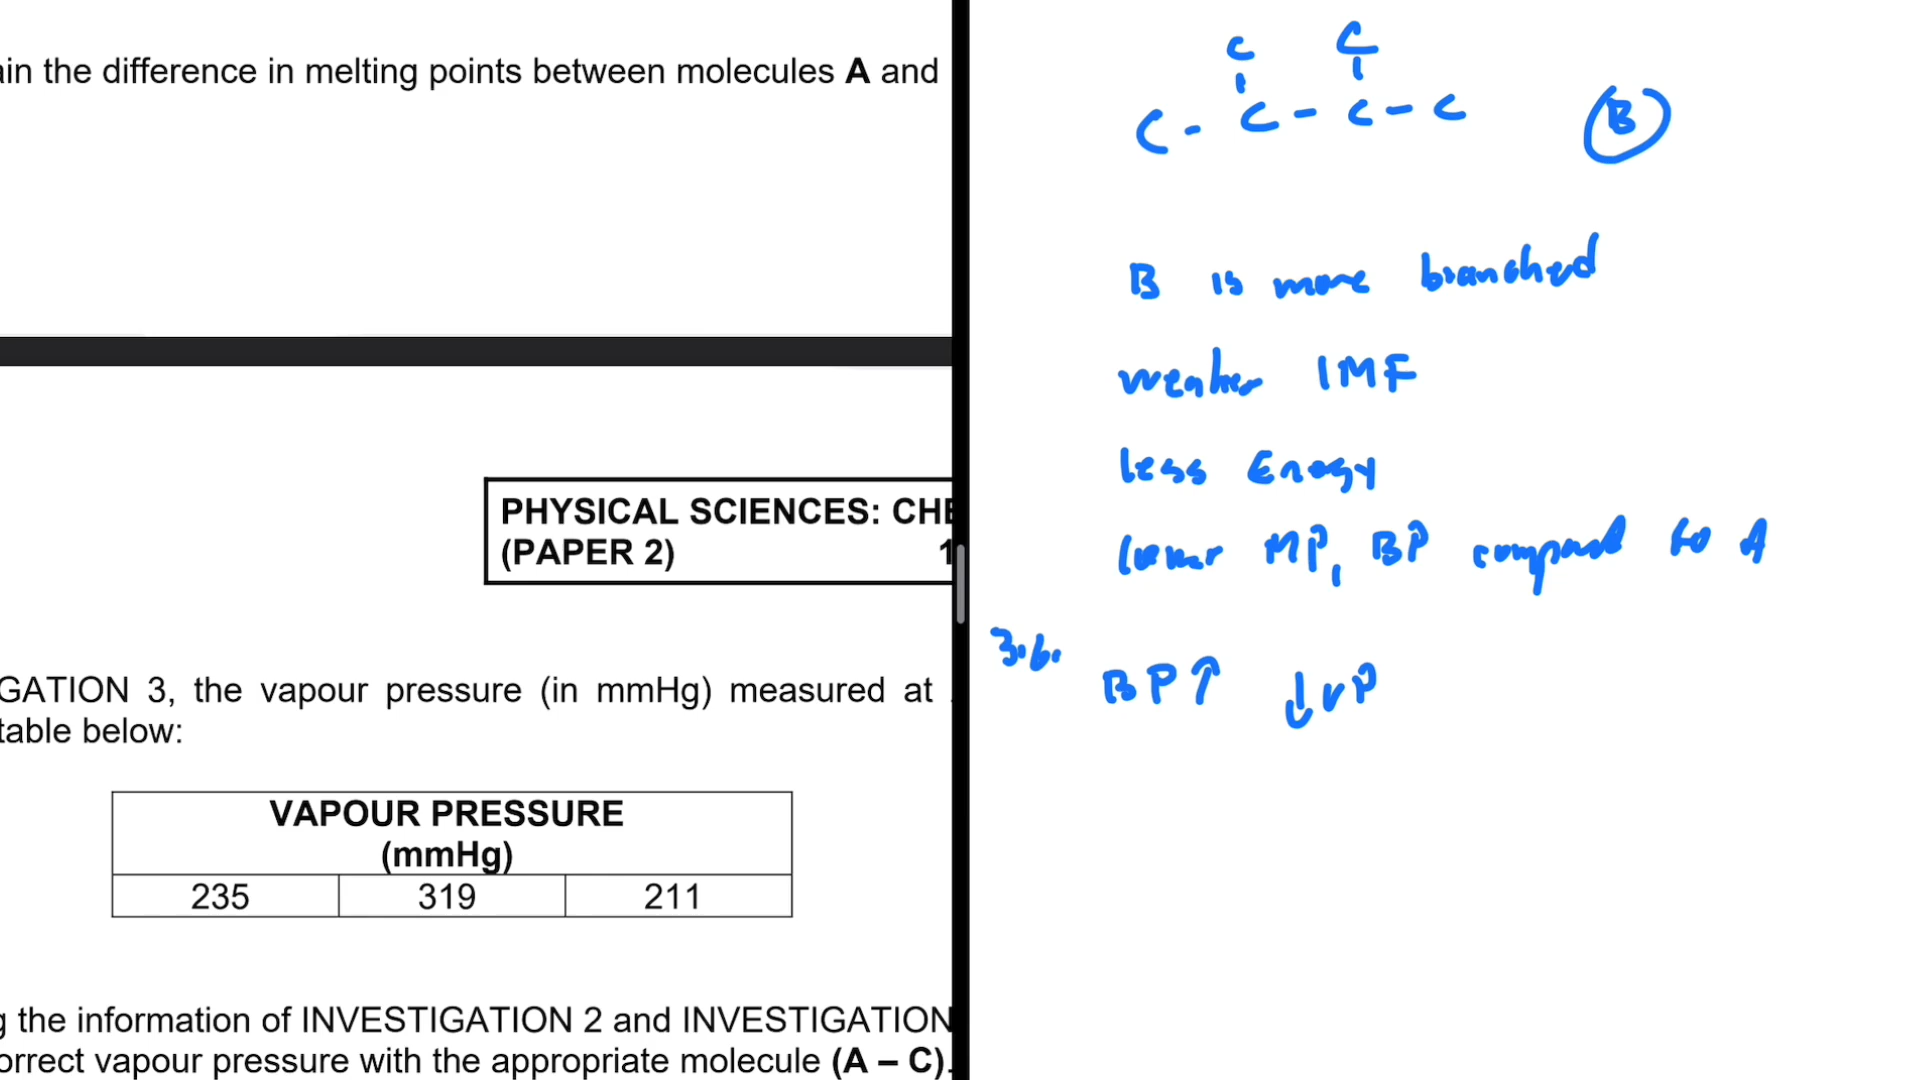 ain the difference in melting points between molecules A and
PHYSICAL SCIENCES: CHE
(PAPER 2) 1
GATION 3, the vapour pressure (in mmHg) measured at
table below:
VAPOUR PRESSURE
(mmHg)
235 319 211
g the information of INVESTIGATION 2 and INVESTIGATION
orrect vapour pressure with the appropriate molecule (A – C).
C C
C - C - C - C B
B is more branched
weaker IMF
less Energy
lower MP, BP compared to A
3.6.
BP↑ ↓VP